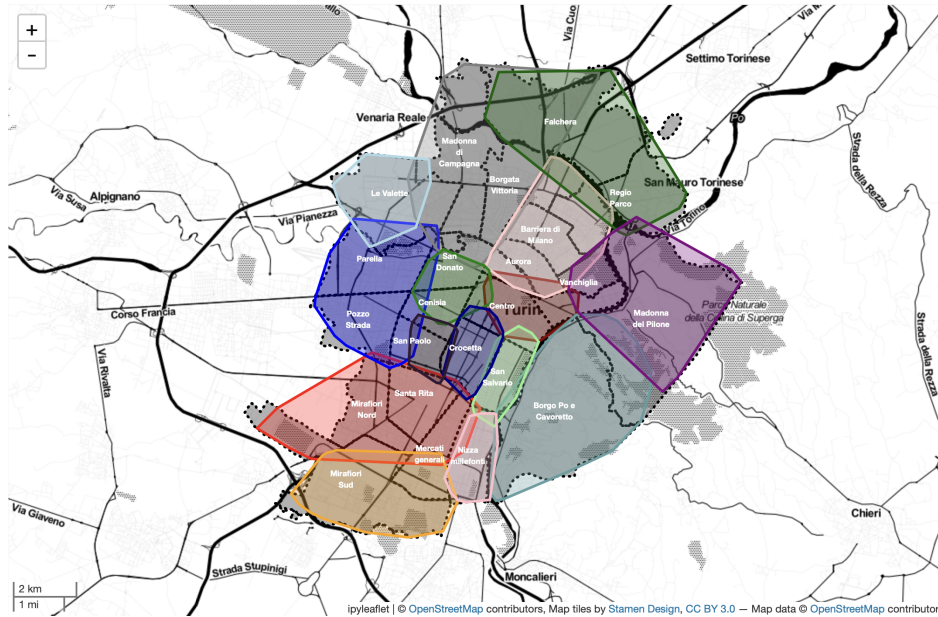 +
-
Via Cuo
Settimo Torinese
Venaria Reale
Po
Falchera
Madonna
di
Campagna
Strada della Rezza
Borgata
Vittoria
San Mauro Torinese
Alpignano
Via Susa
Le Valette
Regio
Parco
Via Pianezza
Via Torino
Barriera di
Milano
Parella
San
Donato
Aurora
Vanchiglia
Cenisia
Centro
Parco Naturale
della Collina di Superga
Corso Francia
Pozzo
Strada
Madonna
del Pilone
San Paolo
Crocetta
Strada della Rezza
Via Rivalta
San
Salvario
Santa Rita
Mirafiori
Nord
Borgo Po e
Cavoretto
Mercati
generali
Nizza
millefonti
Mirafiori
Sud
Via Giaveno
Chieri
Strada Stupinigi
Moncalieri
2 km
1 mi
ipyleaflet | © OpenStreetMap contributors, Map tiles by Stamen Design, CC BY 3.0 — Map data © OpenStreetMap contributor